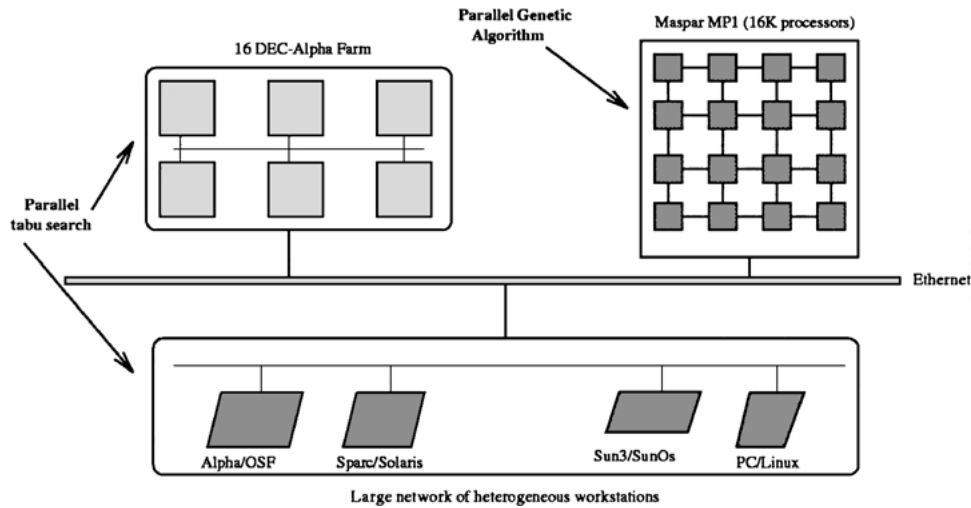 Parallel Genetic
Algorithm
Maspar MP1 (16K processors)
16 DEC-Alpha Farm
Parallel
tabu search
Ethernet
Alpha/OSF
Sparc/Solaris
Sun3/SunOs
PC/Linux
Large network of heterogeneous workstations